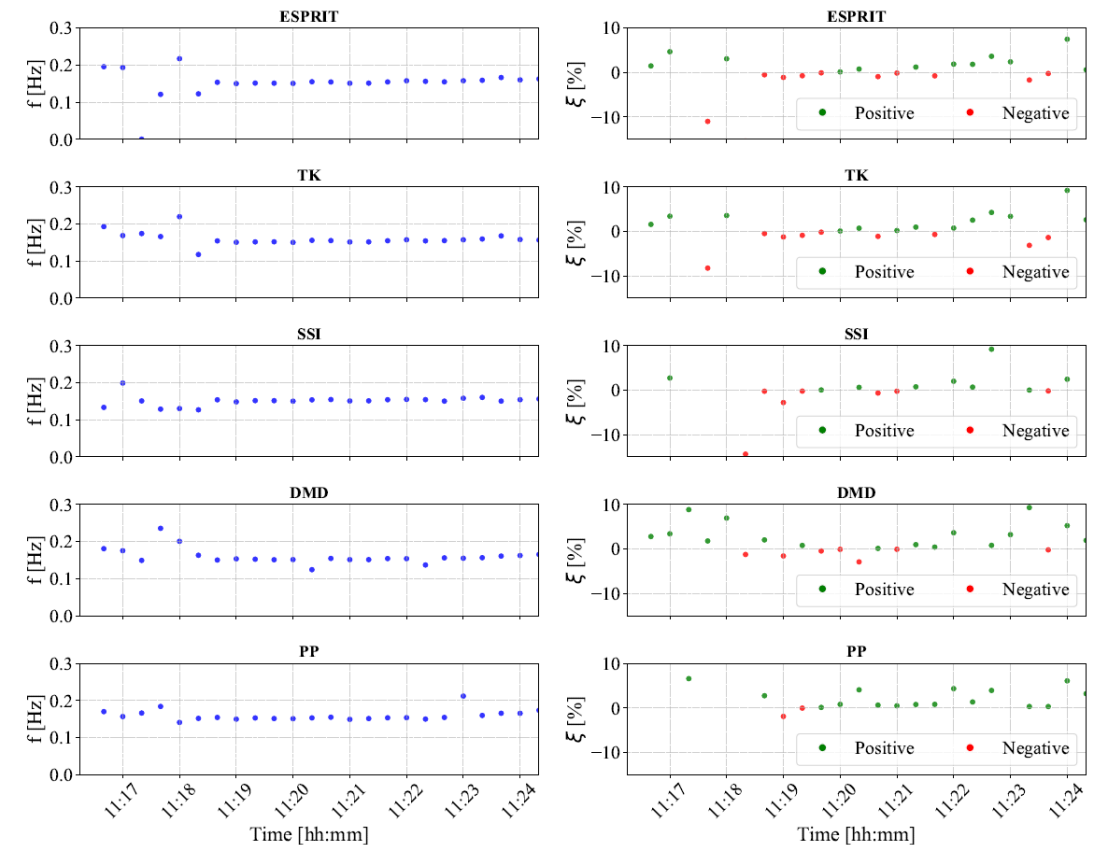 ESPRIT
0.3
0.2
0.1
0.0
f [Hz]
ESPRIT
10
0
−10
ξ [%]
Positive Negative
TK
0.3
0.2
0.1
0.0
f [Hz]
TK
10
0
−10
ξ [%]
Positive Negative
SSI
0.3
0.2
0.1
0.0
f [Hz]
SSI
10
0
−10
ξ [%]
Positive Negative
DMD
0.3
0.2
0.1
0.0
f [Hz]
DMD
10
0
−10
ξ [%]
Positive Negative
PP
0.3
0.2
0.1
0.0
f [Hz]
11:17 11:18 11:19 11:20 11:21 11:22 11:23 11:24
Time [hh:mm]
PP
10
0
−10
ξ [%]
Positive Negative
11:17 11:18 11:19 11:20 11:21 11:22 11:23 11:24
Time [hh:mm]